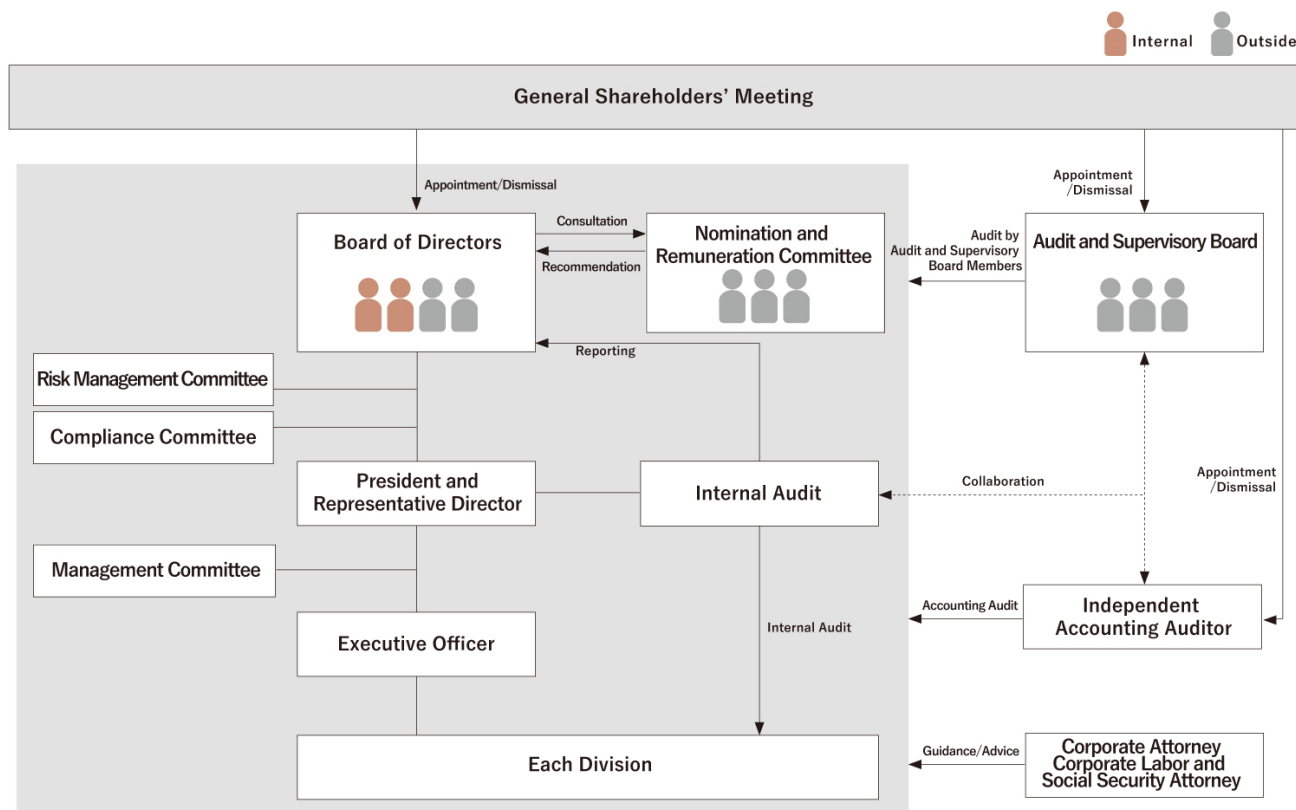 Internal
Outside
General Shareholders’ Meeting
Appointment/Dismissal
Appointment
/Dismissal
Board of Directors
Consultation
Recommendation
Nomination and
Remuneration Committee
Audit by
Audit and Supervisory
Board Members
Audit and Supervisory Board
Reporting
Risk Management Committee
Compliance Committee
President and
Representative Director
Internal Audit
Collaboration
Appointment
/Dismissal
Management Committee
Executive Officer
Internal Audit
Accounting Audit
Independent
Accounting Auditor
Each Division
Guidance/Advice
Corporate Attorney
Corporate Labor and
Social Security Attorney